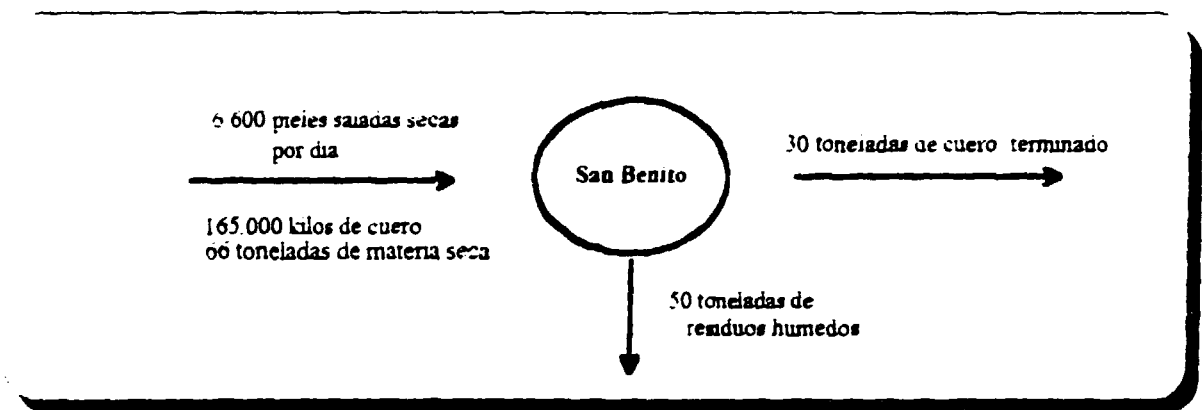 6 600 pieles saladas secas
por dia
165.000 kilos de cuero
66 toneladas de materia seca
San Benito
30 toneladas de cuero terminado
50 toneladas de
residuos humedos